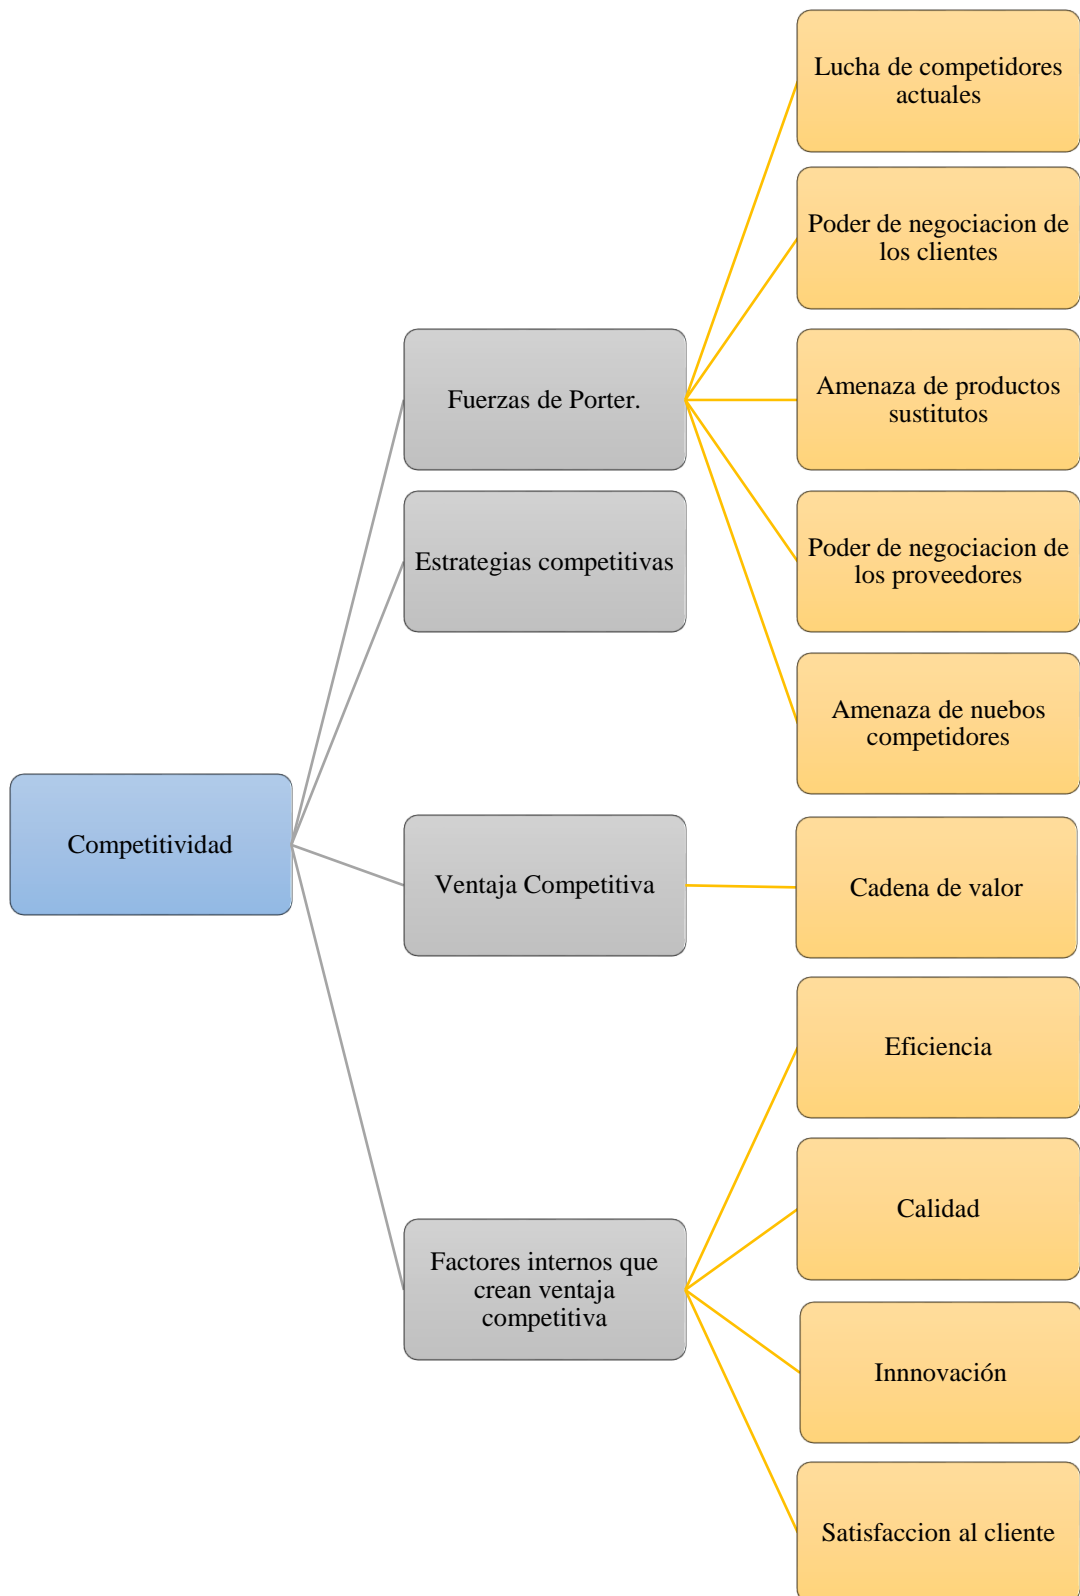 Lucha de competidores
actuales
Poder de negociacion de
los clientes
Fuerzas de Porter.
Amenaza de productos
sustitutos
Estrategias competitivas
Poder de negociacion de
los proveedores
Amenaza de nuebos
competidores
Competitividad
Ventaja Competitiva
Cadena de valor
Eficiencia
Calidad
Factores internos que
crean ventaja
competitiva
Innnovación
Satisfaccion al cliente